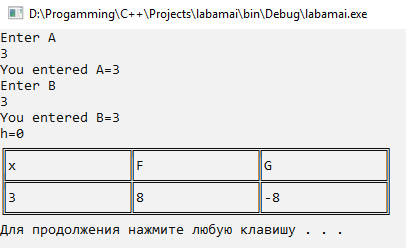 D:\Progamming\C++\Projects\labamai\bin\Debug\labamai.exe
Enter A
3
You entered A=3
Enter B
3
You entered B=3
h=0
x F G
3 8 -8
Для продолжения нажмите любую клавишу . . .